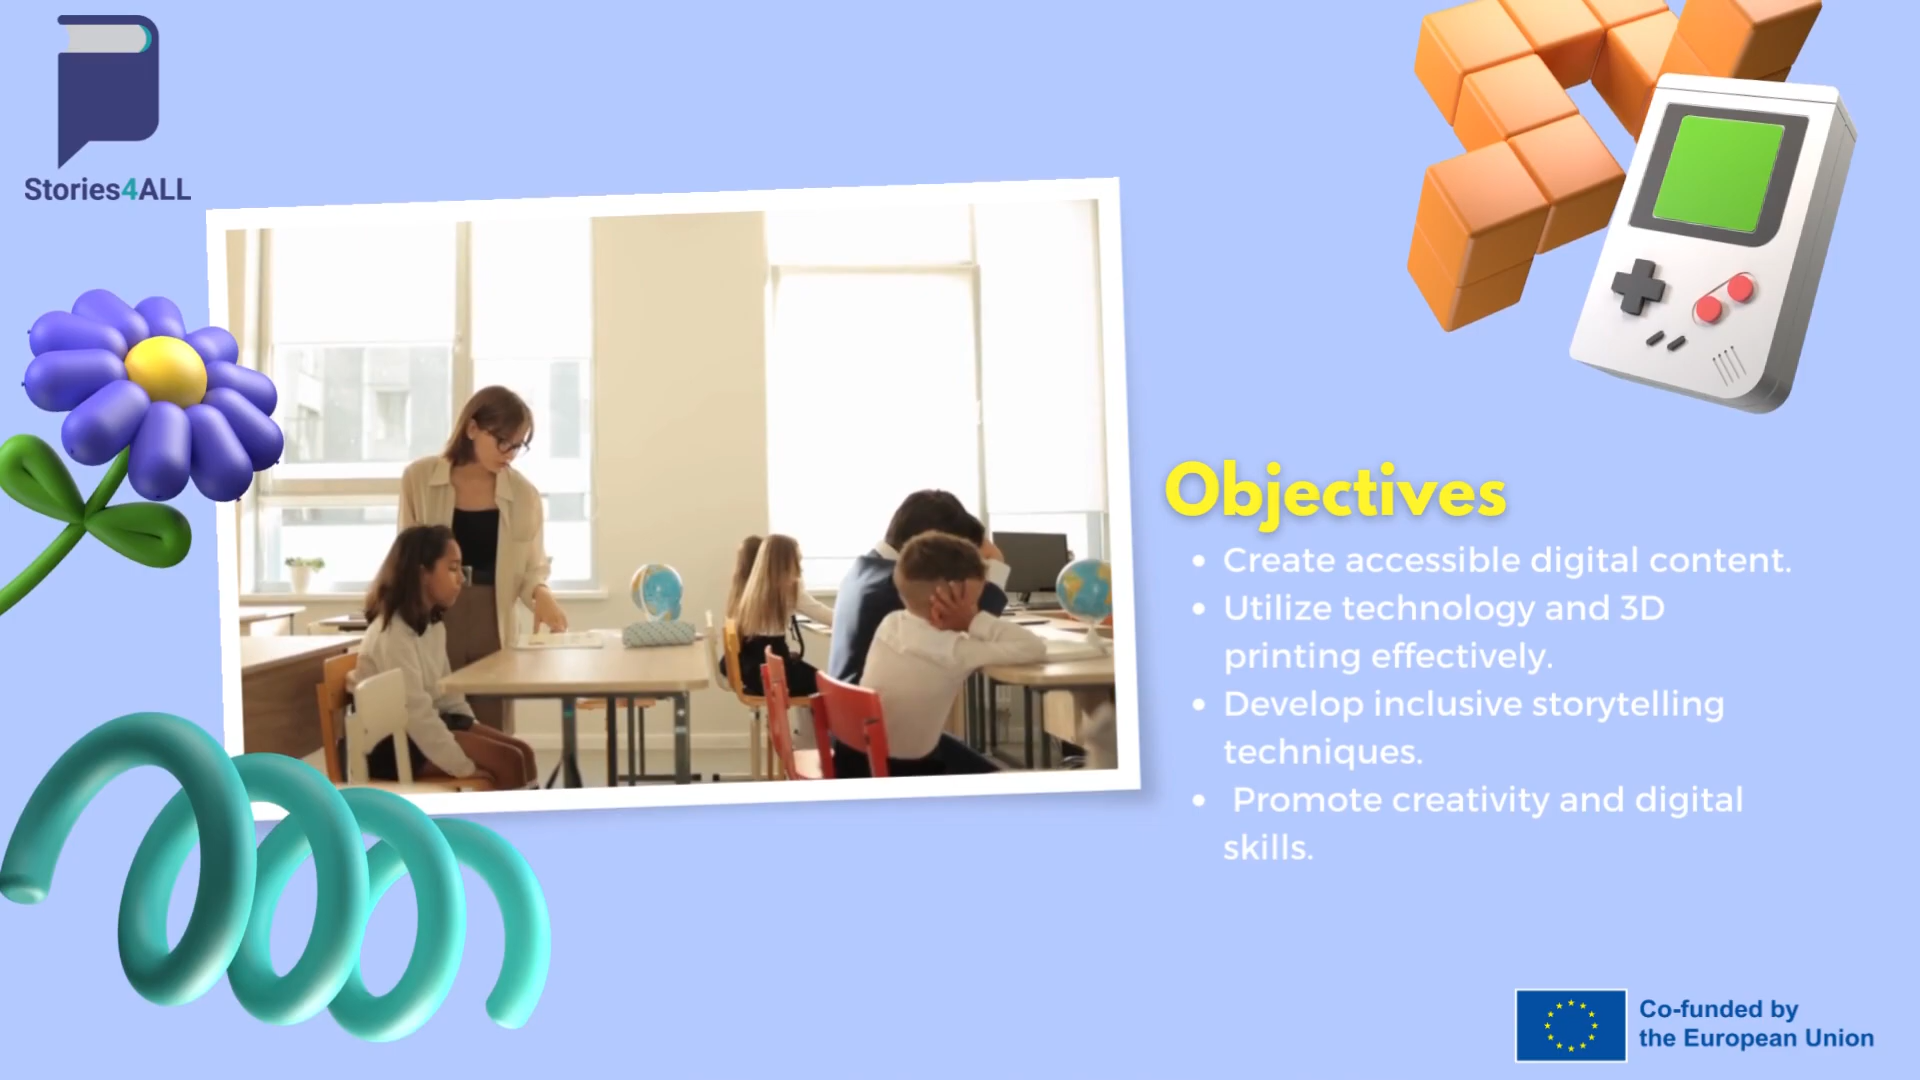 Stories4ALL
Objectives
• Create accessible digital content.
• Utilize technology and 3D
printing effectively.
• Develop inclusive storytelling
techniques.
• Promote creativity and digital
skills.
Co-funded by
the European Union